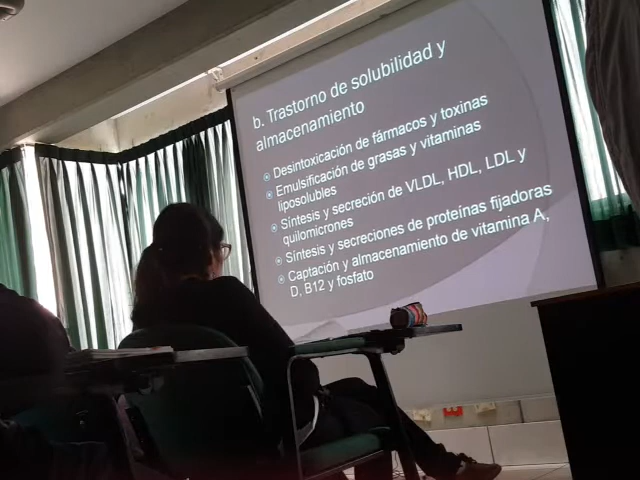 b. Trastorno de solubilidad y
almacenamiento
Desintoxicación de fármacos y toxinas
Emulsificación de grasas y vitaminas
liposolubles
Síntesis y secreción de VLDL, HDL, LDL y
quilomicrones
Síntesis y secreciones de proteínas fijadoras
Captación y almacenamiento de vitamina A,
D, B12 y fosfato